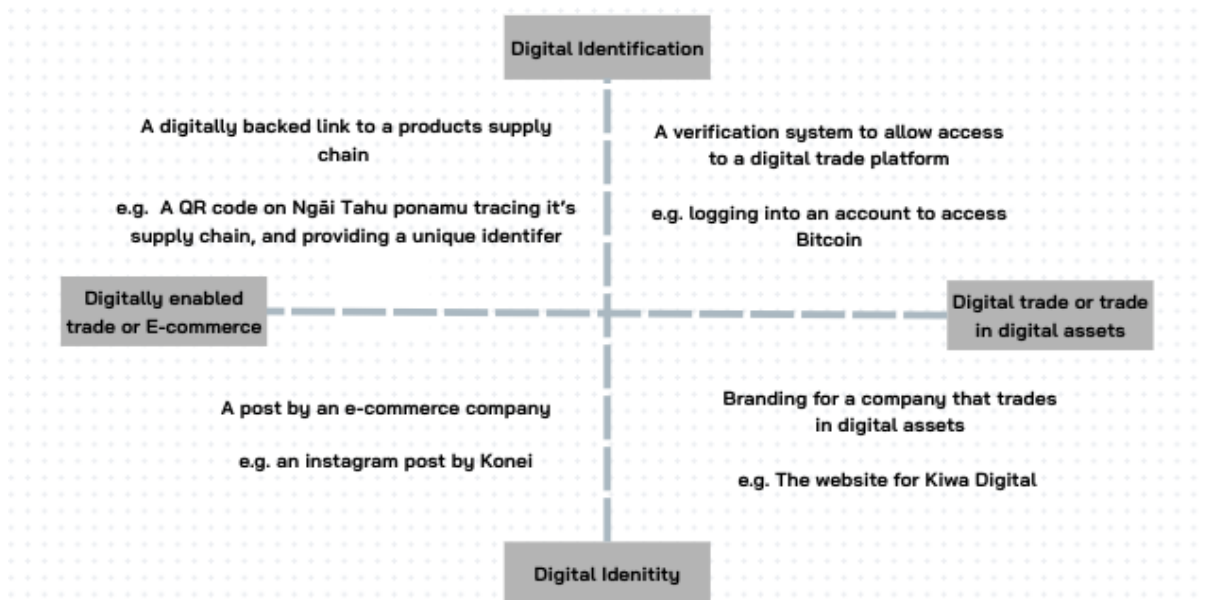 Digital Identification
A digitally backed link to a products supply
chain
e.g. A QR code on Ngāi Tahu ponamu tracing it's
supply chain, and providing a unique identifer
A verification system to allow access
to a digital trade platform
e.g. logging into an account to access
Bitcoin
Digitally enabled
trade or E-commerce
Digital trade or trade
in digital assets
A post by an e-commerce company
e.g. an instagram post by Konei
Branding for a company that trades
in digital assets
e.g. The website for Kiwa Digital
Digital Idenitity